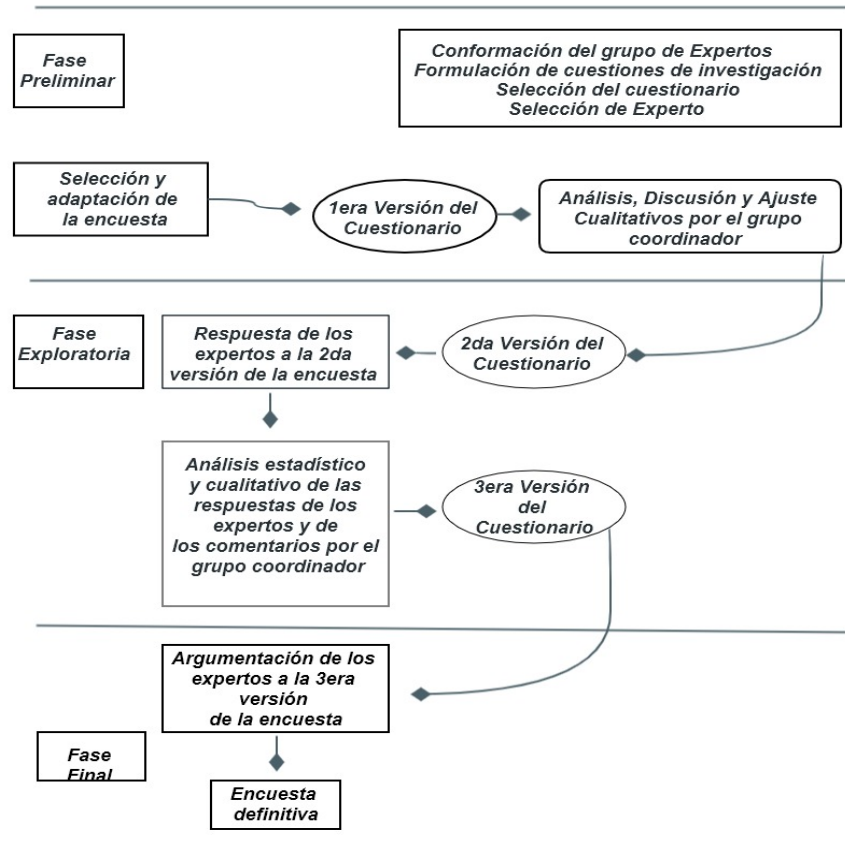 Fase
Preliminar
Conformación del grupo de Expertos
Formulación de cuestiones de investigación
Selección del cuestionario
Selección de Experto
Selección y
adaptación de
la encuesta
1era Versión del
Cuestionario
Análisis, Discusión y Ajuste
Cualitativos por el grupo
coordinador
Fase
Exploratoria
Respuesta de los
expertos a la 2da
versión de la encuesta
2da Versión del
Cuestionario
Análisis estadístico
y cualitativo de las
respuestas de los
expertos y de
los comentarios por el
grupo coordinador
3era Versión
del
Cuestionario
Argumentación de los
expertos a la 3era
versión
de la encuesta
Fase
Final
Encuesta
definitiva